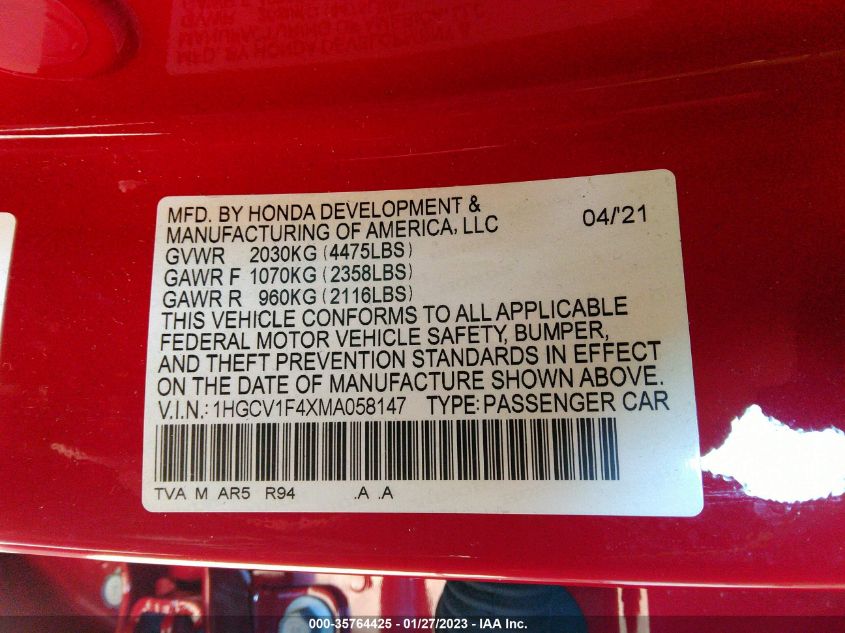 MFD. BY HONDA DEVELOPMENT &
MANUFACTURING OF AMERICA, LLC 04/'21
GVWR 2030KG (4475LBS)
GAWR F 1070KG (2358LBS)
GAWR R 960KG (2116LBS)
THIS VEHICLE CONFORMS TO ALL APPLICABLE
FEDERAL MOTOR VEHICLE SAFETY, BUMPER,
AND THEFT PREVENTION STANDARDS IN EFFECT
ON THE DATE OF MANUFACTURE SHOWN ABOVE.
V.I.N.: 1HGCV1F4XMA058147 TYPE: PASSENGER CAR
TVA M AR5 R94 .A .A
000-35764425 - 01/27/2023 - IAA Inc.